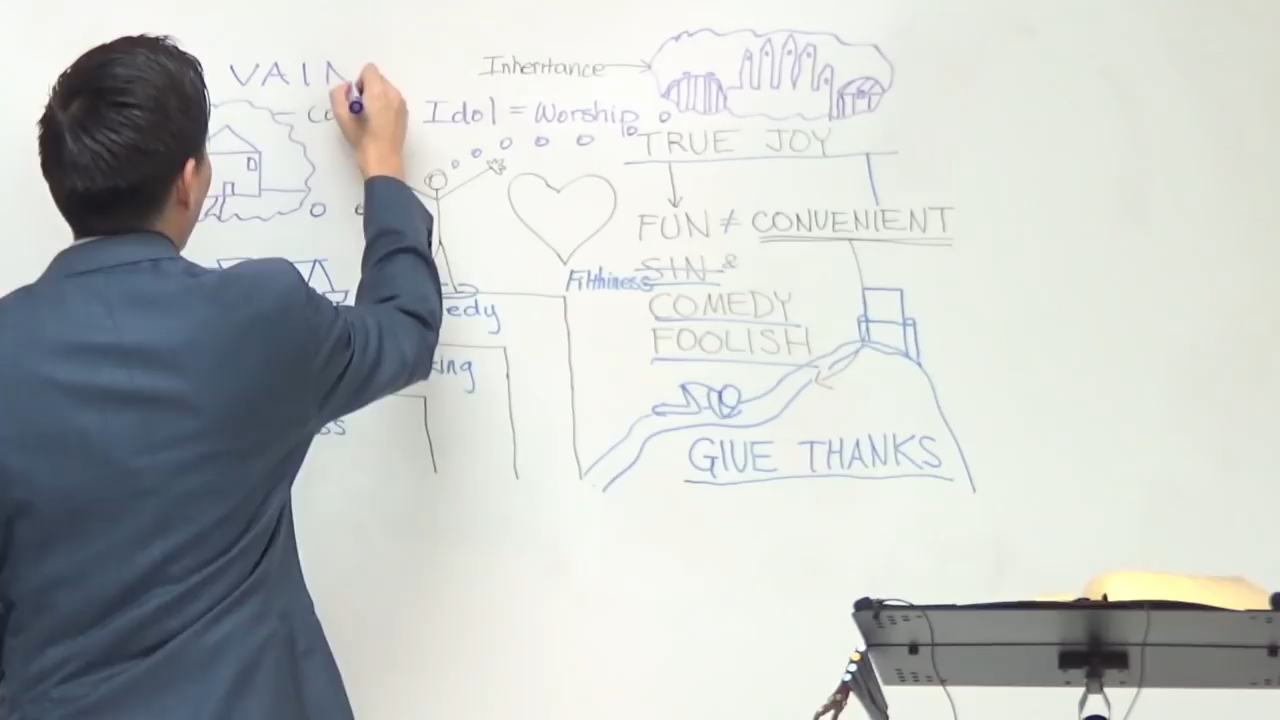 VAIN
Inheritance
Idol = Worship
TRUE JOY
FUN ≠ CONVENIENT
Filthiness SIN &
COMEDY
FOOLISH
GIVE THANKS